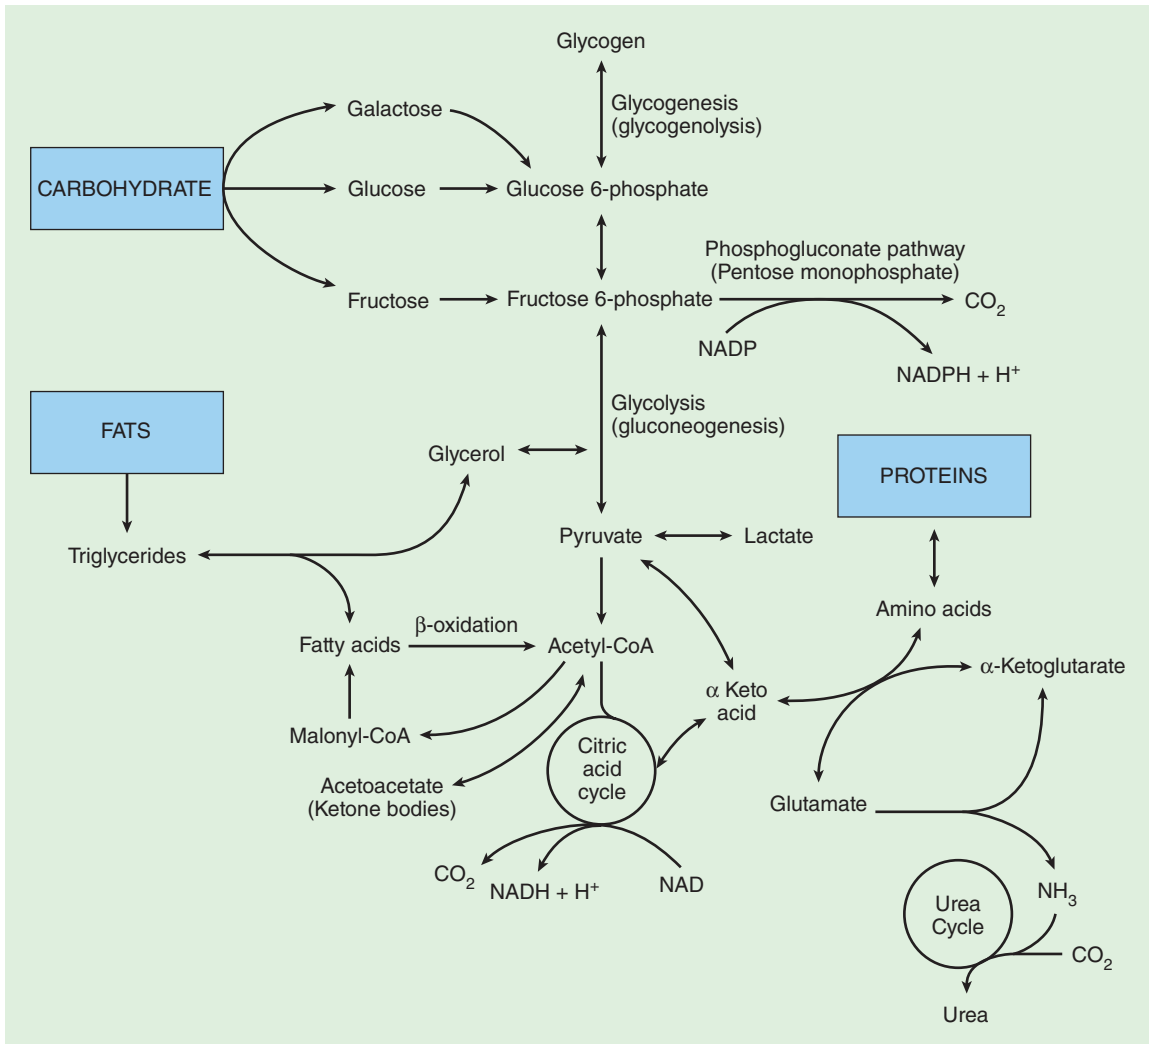 Glycogen
Glycogenesis
(glycogenolysis)
Galactose
CARBOHYDRATE
Glucose
Glucose 6-phosphate
Phosphogluconate pathway
(Pentose monophosphate)
Fructose
Fructose 6-phosphate
CO2
NADP
NADPH + H+
Glycolysis
(gluconeogenesis)
FATS
Glycerol
PROTEINS
Triglycerides
Pyruvate
Lactate
Amino acids
β-oxidation
Fatty acids
Acetyl-CoA
α-Ketoglutarate
α Keto
acid
Malonyl-CoA
Citric
acid
cycle
Acetoacetate
(Ketone bodies)
Glutamate
CO2
NADH + H+
NAD
NH3
Urea
Cycle
CO2
Urea